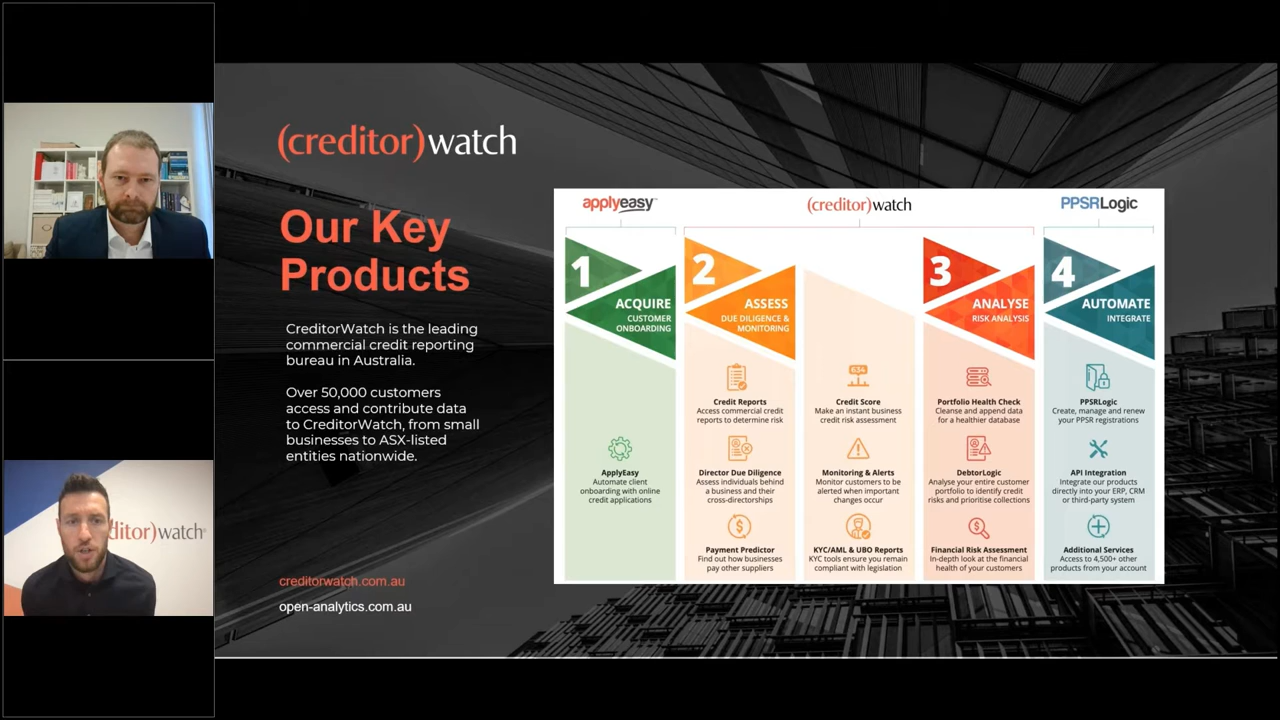 (creditor)watch
Our Key
Products
CreditorWatch is the leading
commercial credit reporting
bureau in Australia.
Over 50,000 customers
access and contribute data
to CreditorWatch, from small
businesses to ASX-listed
entities nationwide.
creditorwatch.com.au
open-analytics.com.au
applyeasy
(creditor)watch
PPSRLogic
1
ACQUIRE
CUSTOMER
ONBOARDING
ApplyEasy
Automate client
onboarding with online
credit applications
2
ASSESS
DUE DILIGENCE &
MONITORING
Credit Reports
Access commercial credit
reports to determine risk
Director Due Diligence
Assess individuals behind
a business and their
cross-directorships
Payment Predictor
Find out how businesses
pay other suppliers
634
Credit Score
Make an instant business
credit risk assessment
Monitoring & Alerts
Monitor customers to be
alerted when important
changes occur
KYC/AML & UBO Reports
KYC tools ensure you remain
compliant with legislation
3
ANALYSE
RISK ANALYSIS
Portfolio Health Check
Cleanse and append data
for a healthier database
DebtorLogic
Analyse your entire customer
portfolio to identify credit
risks and prioritise collections
Financial Risk Assessment
In-depth look at the financial
health of your customers
4
AUTOMATE
INTEGRATE
PPSRLogic
Create, manage and renew
your PPSR registrations
API Integration
Integrate our products
directly into your ERP, CRM
or third-party system
Additional Services
Access to 4,500+ other
products from your account
ditor)watch